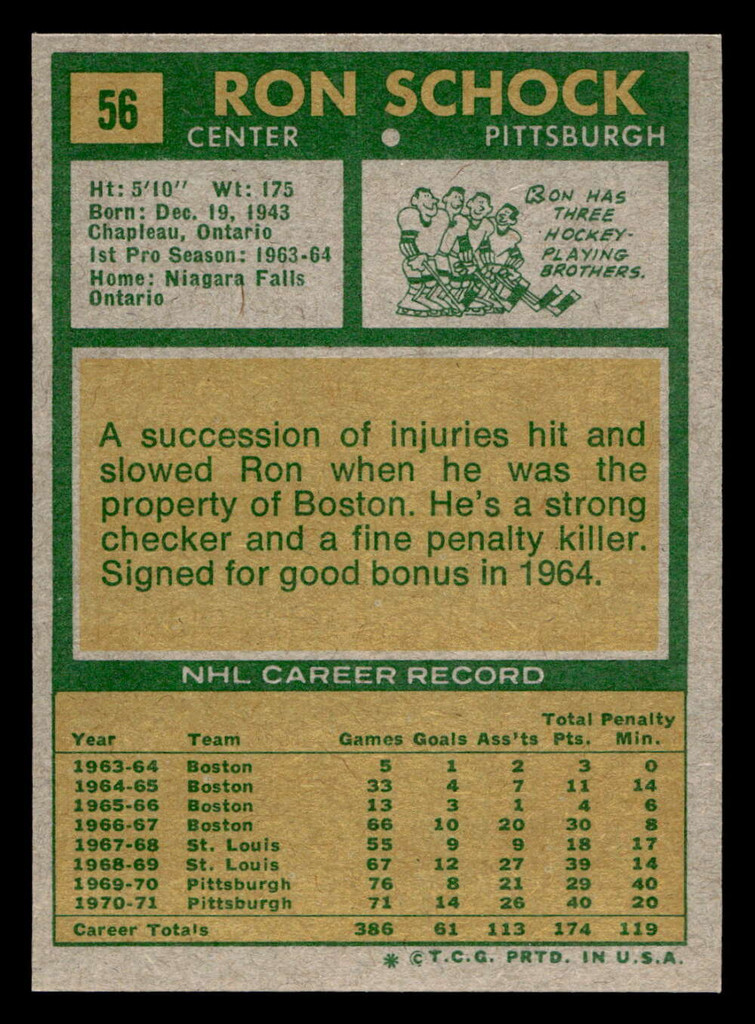 56
RON SCHOCK
CENTER • PITTSBURGH
Ht: 5'10" Wt: 175
Born: Dec. 19, 1943
Chapleau, Ontario
1st Pro Season: 1963-64
Home: Niagara Falls
Ontario
RON HAS
THREE
HOCKEY-
PLAYING
BROTHERS.
A succession of injuries hit and
slowed Ron when he was the
property of Boston. He's a strong
checker and a fine penalty killer.
Signed for good bonus in 1964.
NHL CAREER RECORD
Year Team Games Goals Ass'ts Total Pts. Penalty Min.
1963-64 Boston 5 1 2 3 0
1964-65 Boston 33 4 7 11 14
1965-66 Boston 13 3 1 4 6
1966-67 Boston 66 10 20 30 8
1967-68 St. Louis 55 9 9 18 17
1968-69 St. Louis 67 12 27 39 14
1969-70 Pittsburgh 76 8 21 29 40
1970-71 Pittsburgh 71 14 26 40 20
Career Totals 386 61 113 174 119
* © T.C.G. PRTD. IN U.S.A.